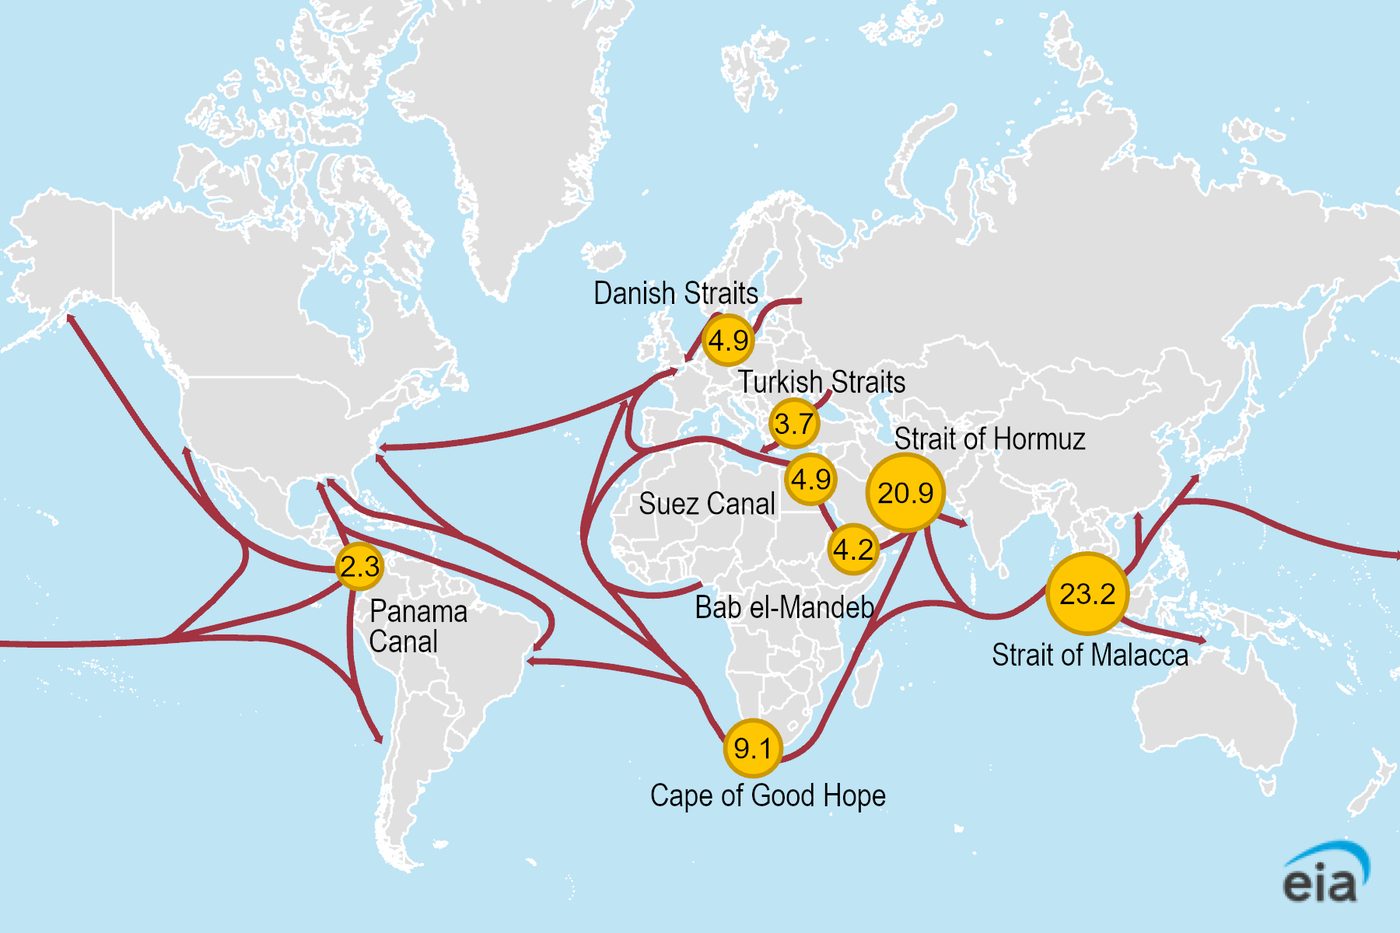 Danish Straits
4.9
Turkish Straits
3.7
Strait of Hormuz
20.9
4.9
Suez Canal
4.2
Bab el-Mandeb
2.3
Panama
Canal
23.2
Strait of Malacca
9.1
Cape of Good Hope
eia